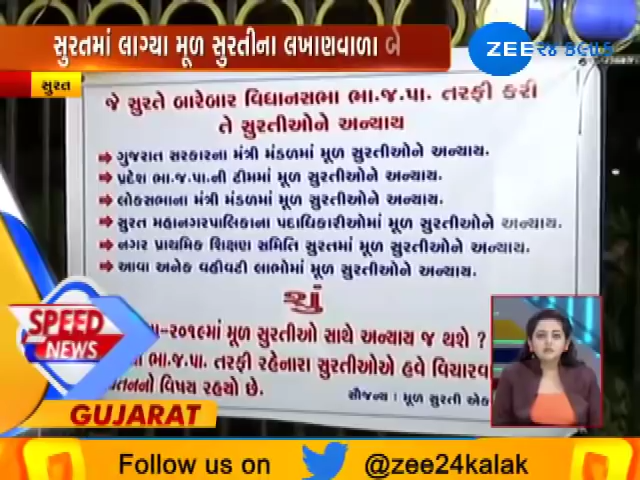 સુરતમાં લાગ્યા મૂળ સુરતીના લખાણવાળા બે
ZEE ૨૪ કલાક
સુરત
જે સુરતે બારેબાર વિધાનસભા ભા.જ.પા. તરફી કરી
તે સુરતીઓને અન્યાય
ગુજરાત સરકારના મંત્રી મંડળમાં મૂળ સુરતીઓને અન્યાય.
પ્રદેશ ભા.જ.પા.ની ટીમમાં મૂળ સુરતીઓને અન્યાય.
લોકસભાના મંત્રી મંડળમાં મૂળ સુરતીઓને અન્યાય.
સુરત મહાનગરપાલિકાના પદાધિકારીઓમાં મૂળ સુરતીઓને અન્યાય.
નગર પ્રાથમિક શિક્ષણ સમિતિ સુરતમાં મૂળ સુરતીઓને અન્યાય.
આવા અનેક વહીવટી લાભોમાં મૂળ સુરતીઓને અન્યાય.
શું
-૨૦૧૯માં મૂળ સુરતીઓ સાથે અન્યાય જ થશે ?
ભા.જ.પા. તરફી રહેનારા સુરતીઓએ હવે વિચારવા
વિષય રહયો છે.
સૌજન્ય : મૂળ સુરતી એક
SPEED
NEWS
GUJARAT
Follow us on @zee24kalak